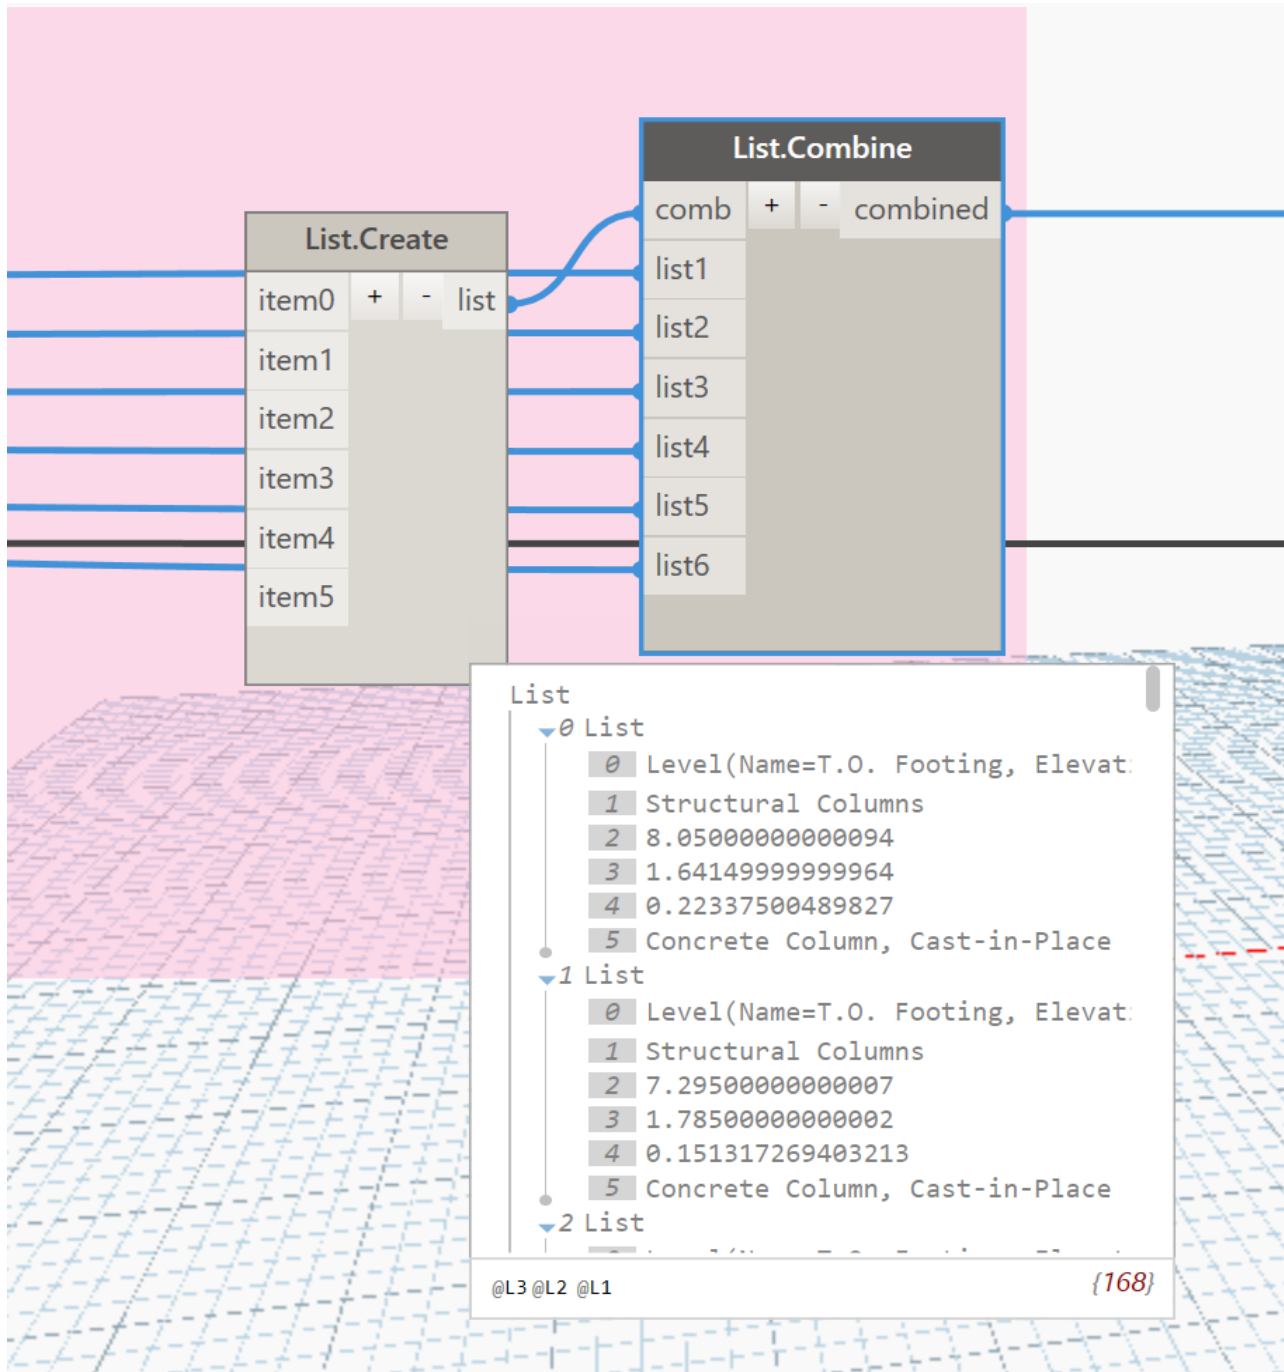 List.Combine
comb + - combined
list1
list2
list3
list4
list5
list6
List.Create
item0 + - list
item1
item2
item3
item4
item5
List
0 List
0 Level(Name=T.O. Footing, Elevat
1 Structural Columns
2 8.05000000000094
3 1.64149999999964
4 0.22337500489827
5 Concrete Column, Cast-in-Place
1 List
0 Level(Name=T.O. Footing, Elevat
1 Structural Columns
2 7.29500000000007
3 1.78500000000002
4 0.151317269403213
5 Concrete Column, Cast-in-Place
2 List
@L3 @L2 @L1 {168}